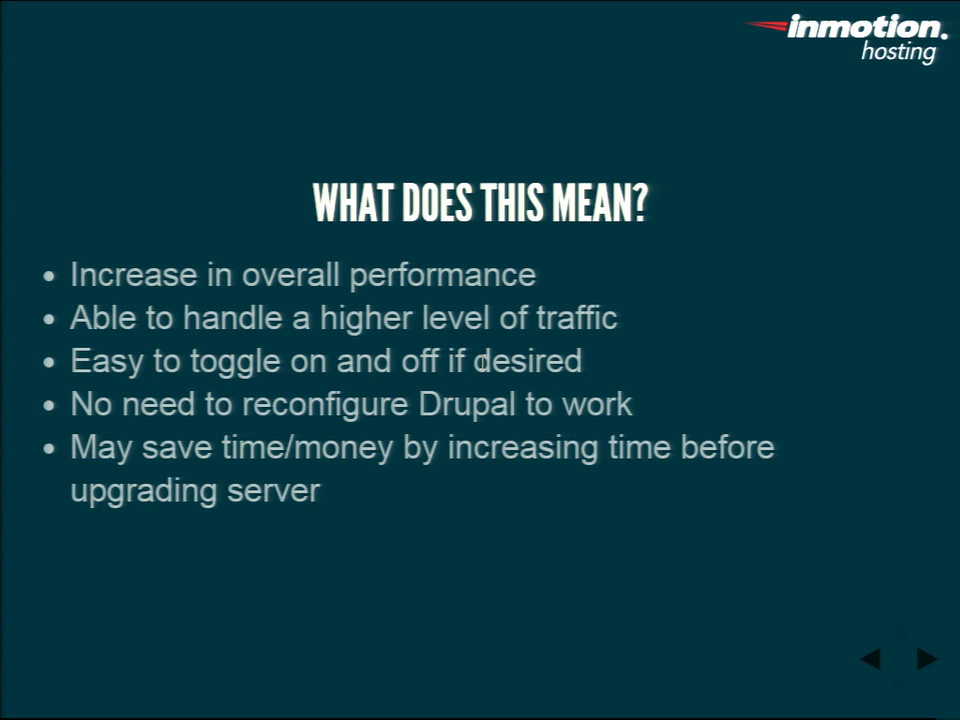 inmotion.
hosting
WHAT DOES THIS MEAN?
• Increase in overall performance
• Able to handle a higher level of traffic
• Easy to toggle on and off if desired
• No need to reconfigure Drupal to work
• May save time/money by increasing time before
upgrading server